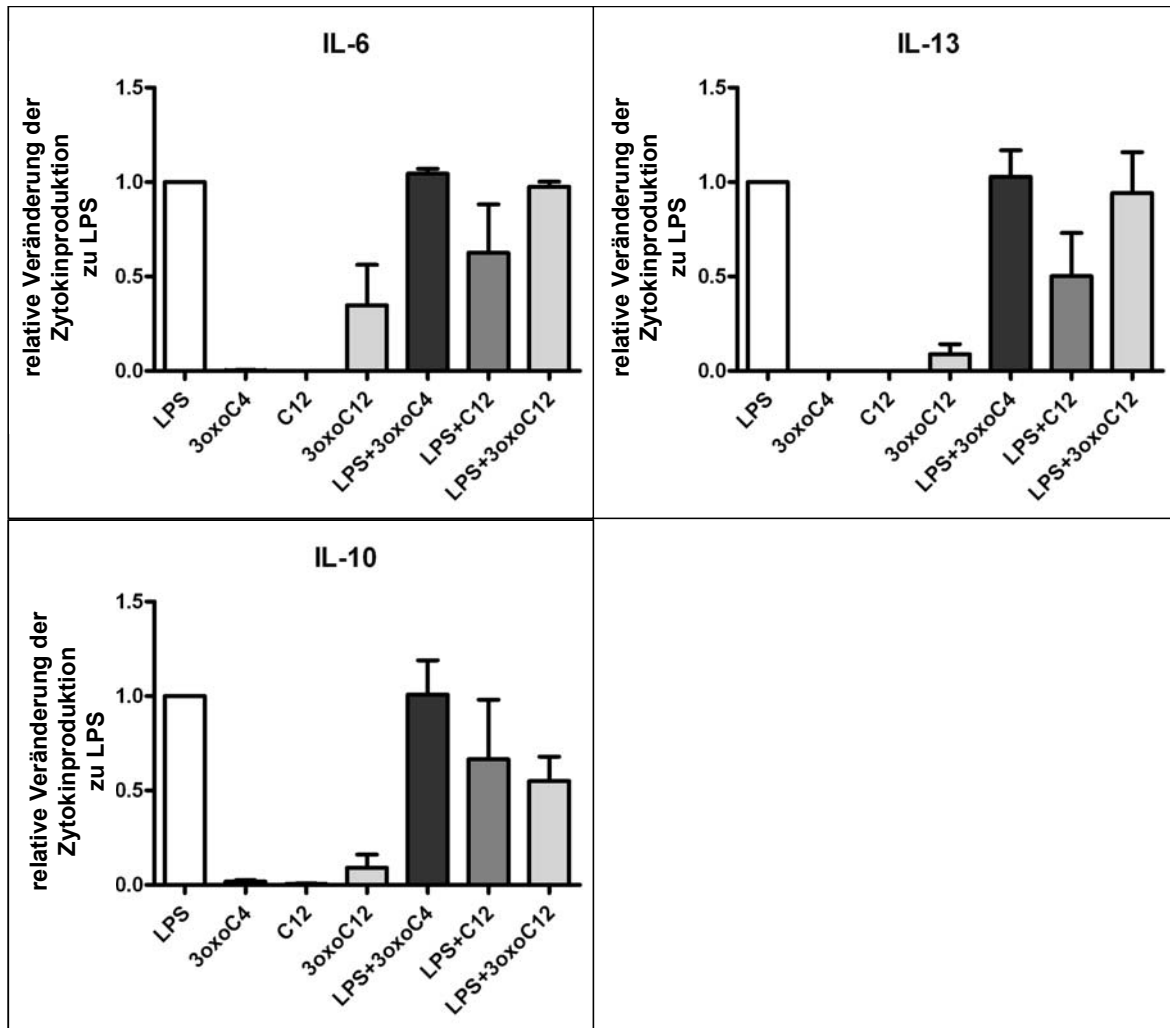 IL-6
relative Veränderung der
Zytokinproduktion
zu LPS
1.5
1.0
0.5
0.0
LPS
3oxoC4
C12
3oxoC12
LPS+3oxoC4
LPS+C12
LPS+3oxoC12
IL-13
relative Veränderung der
Zytokinproduktion
zu LPS
1.5
1.0
0.5
0.0
LPS
3oxoC4
C12
3oxoC12
LPS+3oxoC4
LPS+C12
LPS+3oxoC12
IL-10
relative Veränderung der
Zytokinproduktion
zu LPS
1.5
1.0
0.5
0.0
LPS
3oxoC4
C12
3oxoC12
LPS+3oxoC4
LPS+C12
LPS+3oxoC12